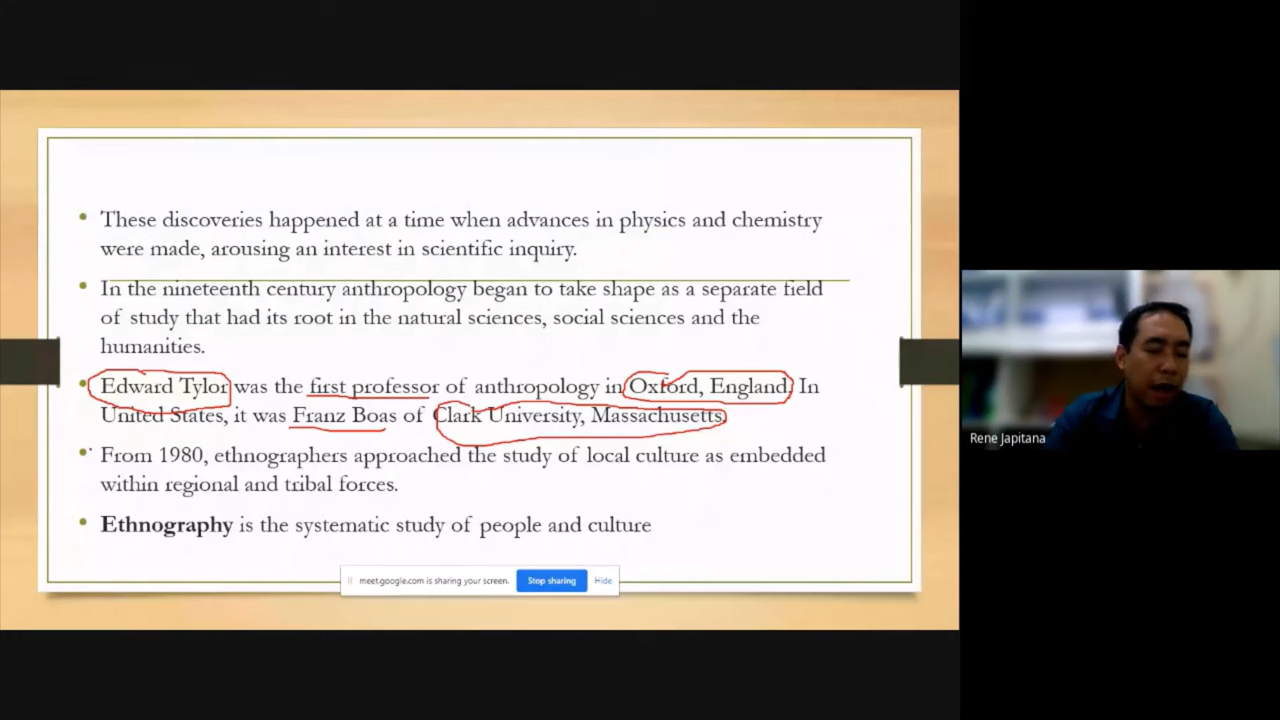 These discoveries happened at a time when advances in physics and chemistry
were made, arousing an interest in scientific inquiry.
In the nineteenth century anthropology began to take shape as a separate field
of study that had its root in the natural sciences, social sciences and the
humanities.
Edward Tylor was the first professor of anthropology in Oxford, England. In
United States, it was Franz Boas of Clark University, Massachusetts.
From 1980, ethnographers approached the study of local culture as embedded
within regional and tribal forces.
Ethnography is the systematic study of people and culture
meet.google.com is sharing your screen. Stop sharing Hide
Rene Japitana